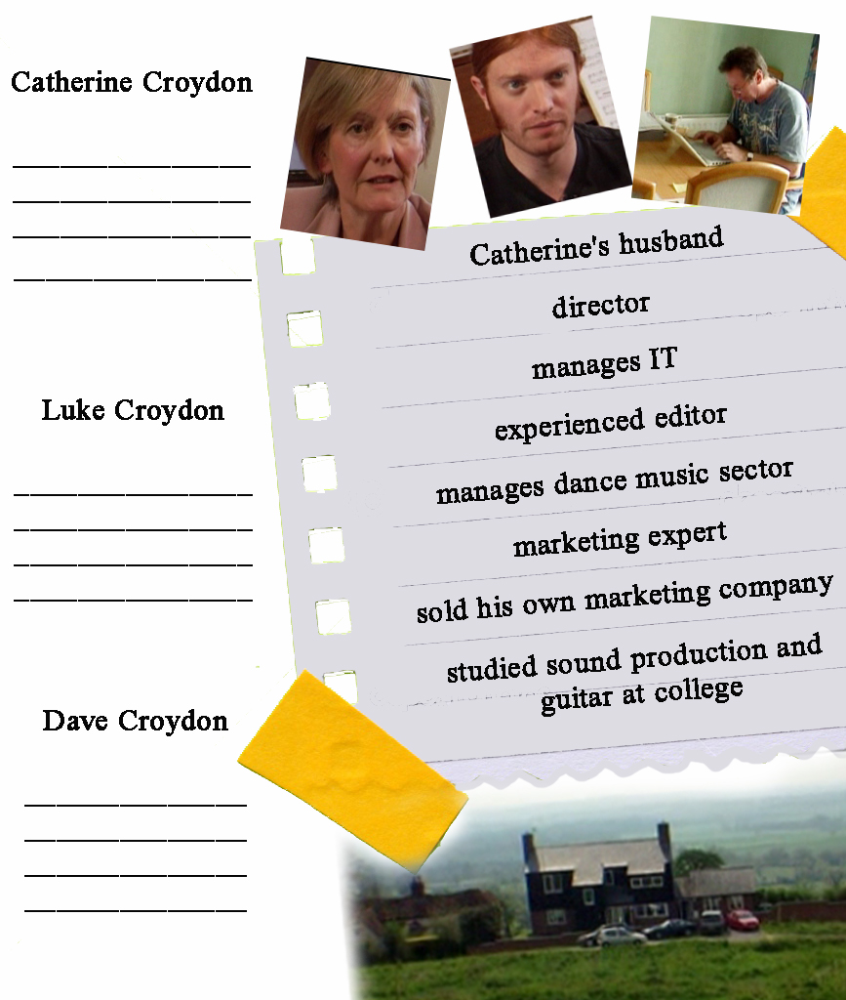 Catherine Croydon
Luke Croydon
Dave Croydon
Catherine's husband
director
manages IT
experienced editor
manages dance music sector
marketing expert
sold his own marketing company
studied sound production and
guitar at college